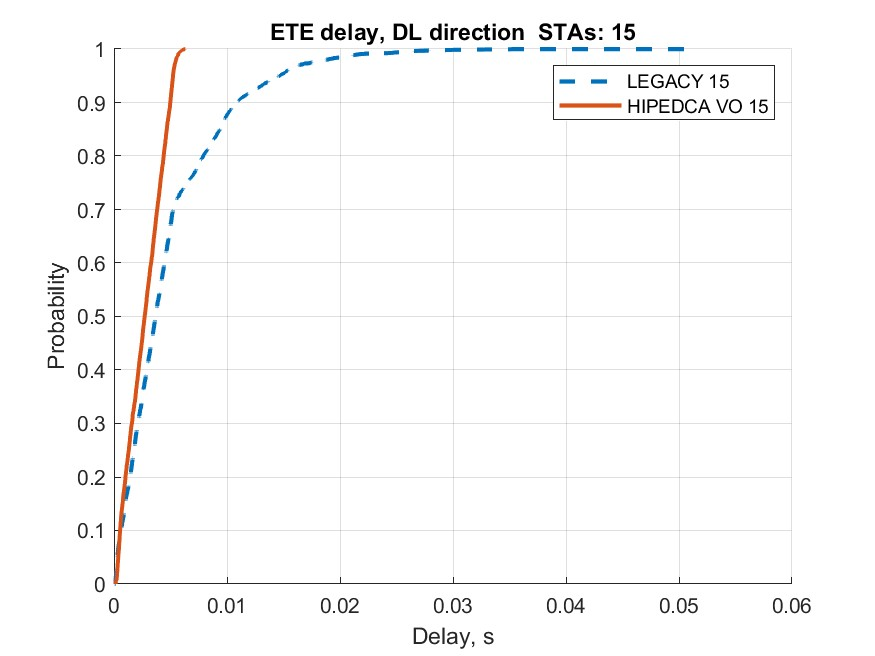 ETE delay, DL direction  STAs: 15
LEGACY 15
HIPEDCA VO 15
Probability
1
0.9
0.8
0.7
0.6
0.5
0.4
0.3
0.2
0.1
0
0 0.01 0.02 0.03 0.04 0.05 0.06
Delay, s